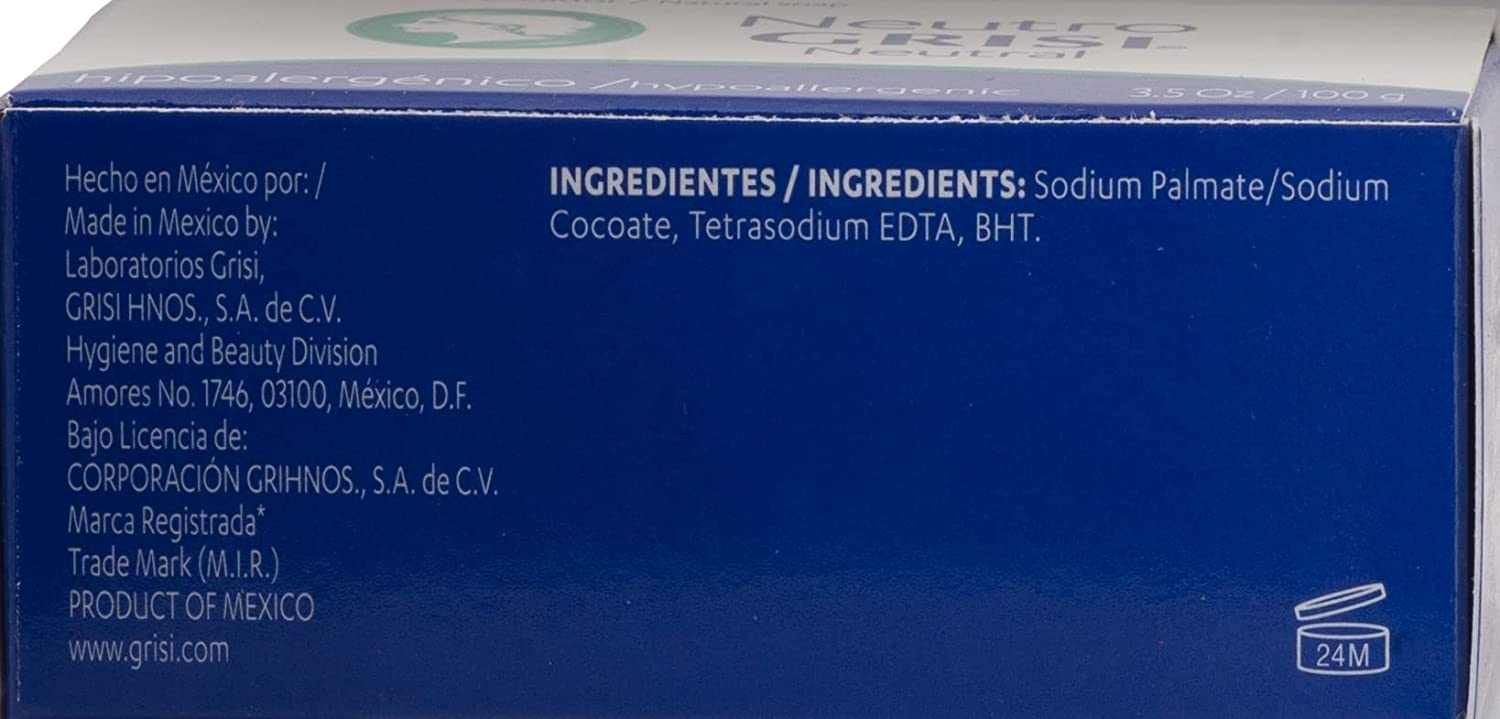 / Natural soap
Neutro
GRISI
Neutral
hipoalergénico / hypoallergenic
3.5 Oz / 100 g
Hecho en México por: /
Made in Mexico by:
Laboratorios Grisi,
GRISI HNOS., S.A. de C.V.
Hygiene and Beauty Division
Amores No. 1746, 03100, México, D.F.
Bajo Licencia de:
CORPORACIÓN GRIHNOS., S.A. de C.V.
Marca Registrada*
Trade Mark (M.I.R.)
PRODUCT OF MEXICO
www.grisi.com
INGREDIENTES / INGREDIENTS: Sodium Palmate/Sodium
Cocoate, Tetrasodium EDTA, BHT.
24M